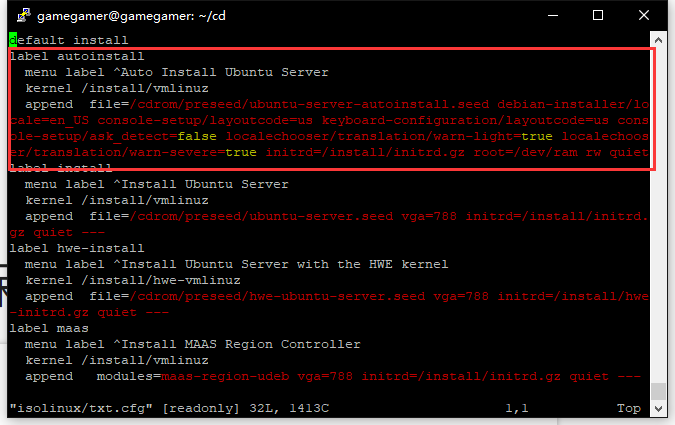 gamegamer@gamegamer: ~/cd
default install
label autoinstall
  menu label ^Auto Install Ubuntu Server
  kernel /install/vmlinuz
  append  file=/cdrom/preseed/ubuntu-server-autoinstall.seed debian-installer/lo
cale=en_US console-setup/layoutcode=us keyboard-configuration/layoutcode=us cons
ole-setup/ask_detect=false localechooser/translation/warn-light=true localechoos
er/translation/warn-severe=true initrd=/install/initrd.gz root=/dev/ram rw quiet
label install
  menu label ^Install Ubuntu Server
  kernel /install/vmlinuz
  append  file=/cdrom/preseed/ubuntu-server.seed vga=788 initrd=/install/initrd.
gz quiet ---
label hwe-install
  menu label ^Install Ubuntu Server with the HWE kernel
  kernel /install/hwe-vmlinuz
  append  file=/cdrom/preseed/hwe-ubuntu-server.seed vga=788 initrd=/install/hwe
-initrd.gz quiet ---
label maas
  menu label ^Install MAAS Region Controller
  kernel /install/vmlinuz
  append   modules=maas-region-udeb vga=788 initrd=/install/initrd.gz quiet ---
"isolinux/txt.cfg" [readonly] 32L, 1413C 1,1 Top